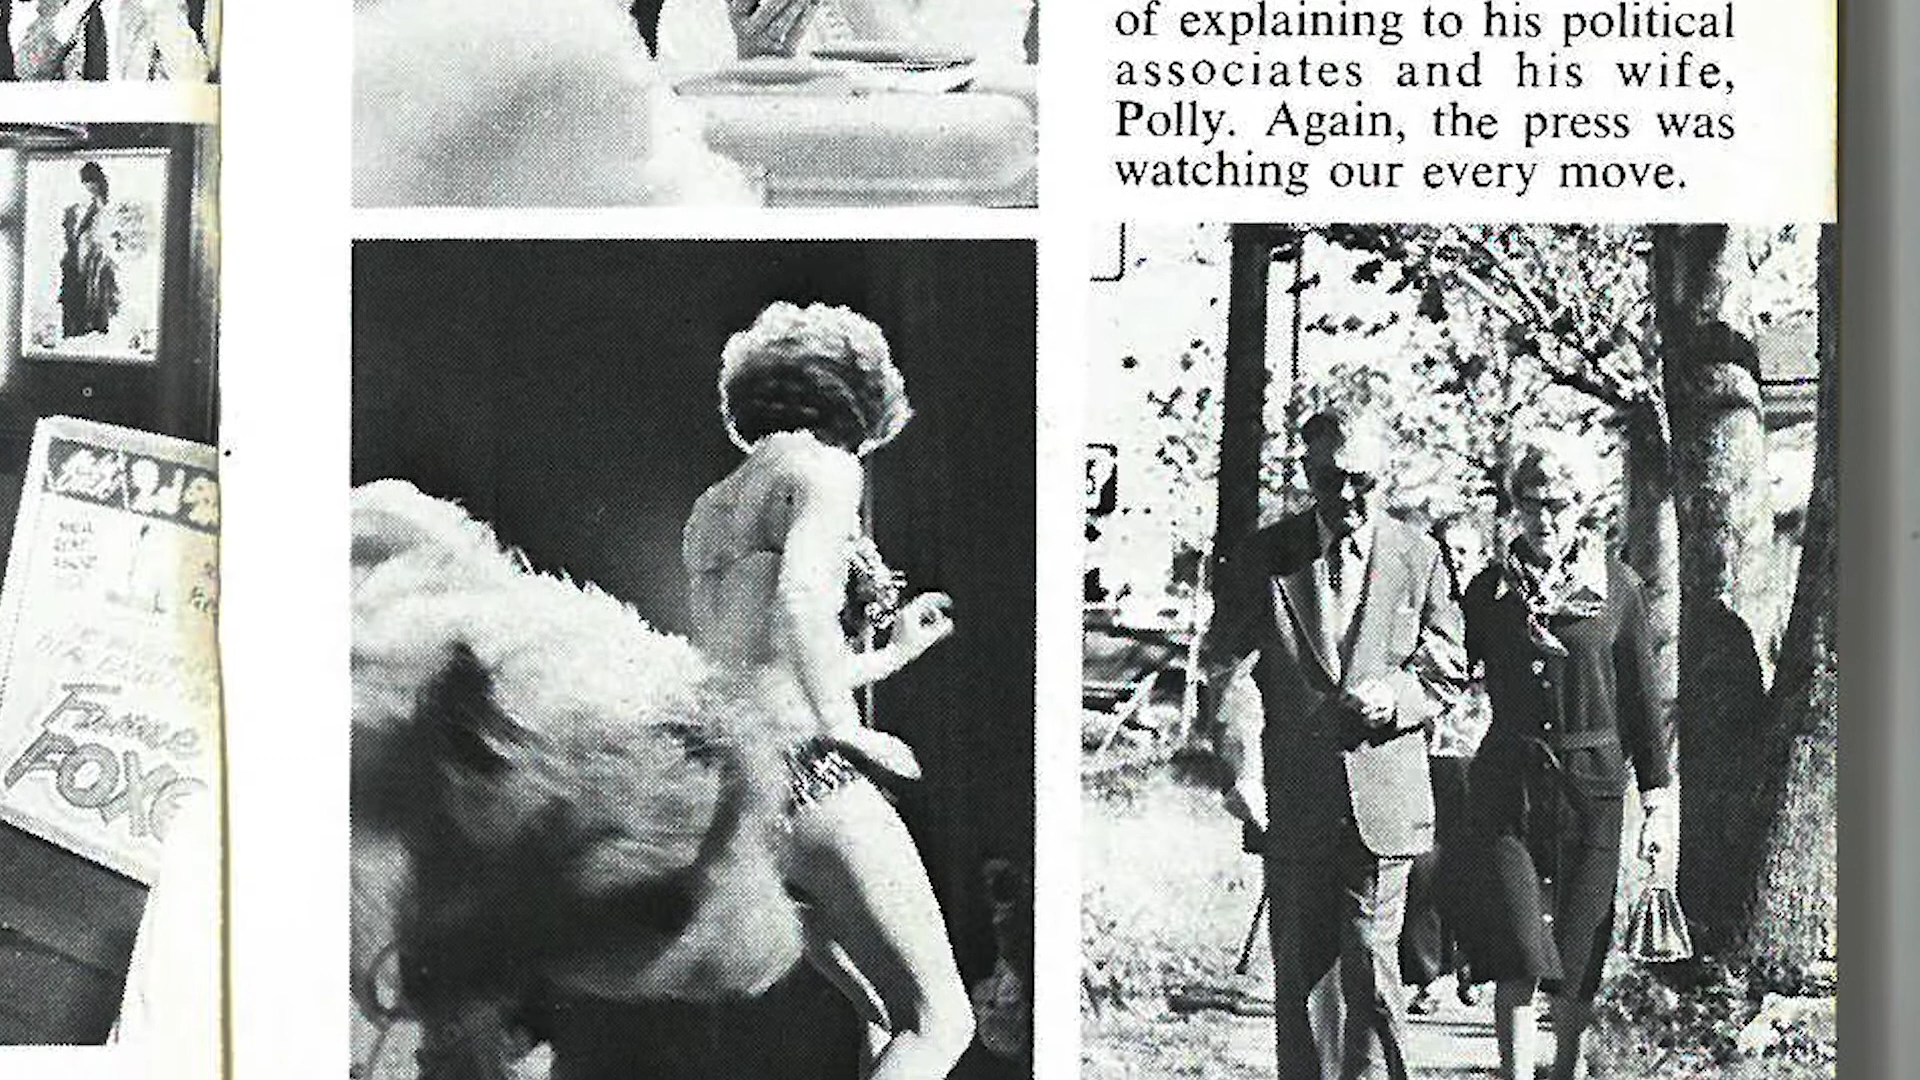 of explaining to his political
associates and his wife,
Polly. Again, the press was
watching our every move.
Fanne
FOXE